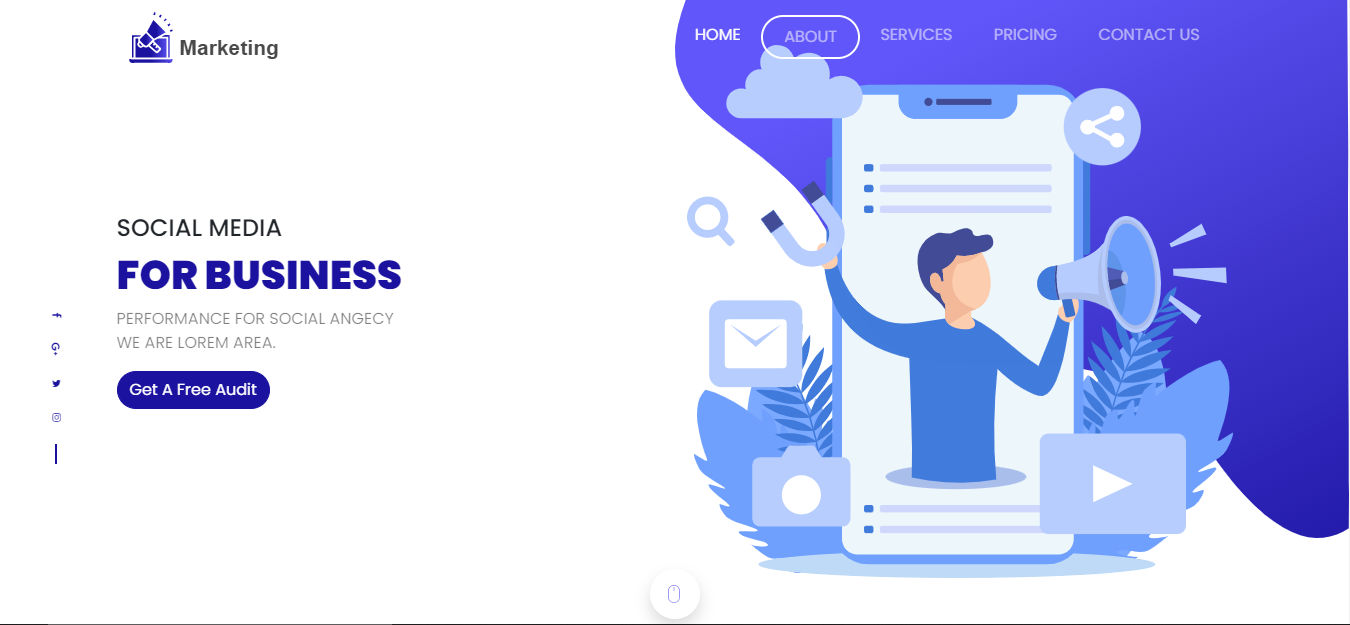 Marketing
HOME ABOUT SERVICES PRICING CONTACT US
SOCIAL MEDIA
FOR BUSINESS
PERFORMANCE FOR SOCIAL ANGECY
WE ARE LOREM AREA.
Get A Free Audit